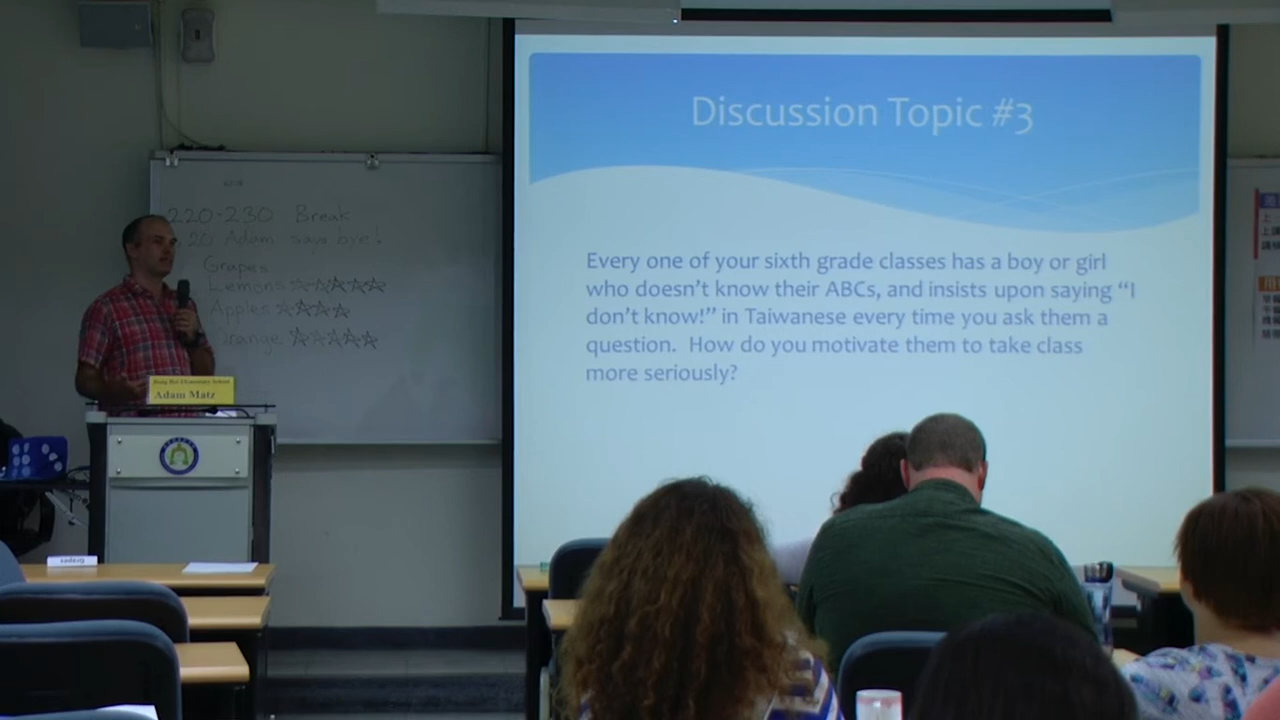 Discussion Topic #3
Every one of your sixth grade classes has a boy or girl
who doesn't know their ABCs, and insists upon saying "I
don't know!" in Taiwanese every time you ask them a
question. How do you motivate them to take class
more seriously?
220-230 Break
20 Adam says bye!
Grapes
Lemons ☆☆☆☆☆
Apples ☆☆☆☆
Orange ☆☆☆☆☆
Adam Matz